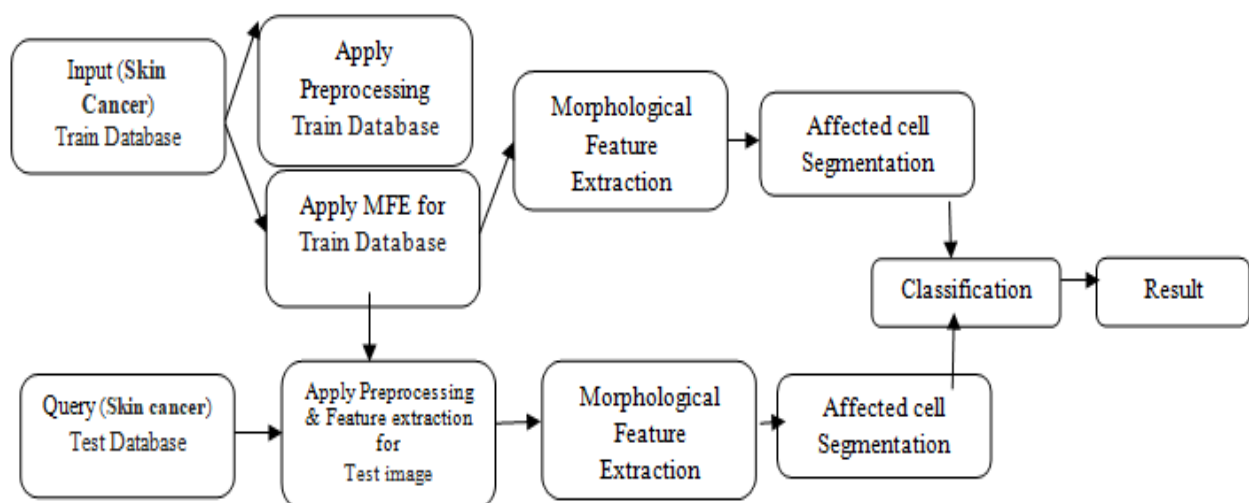 Input (Skin
Cancer)
Train Database
Apply
Preprocessing
Train Database
Apply MFE for
Train Database
Morphological
Feature
Extraction
Affected cell
Segmentation
Classification
Result
Query (Skin cancer)
Test Database
Apply Preprocessing
& Feature extraction
for
Test image
Morphological
Feature
Extraction
Affected cell
Segmentation